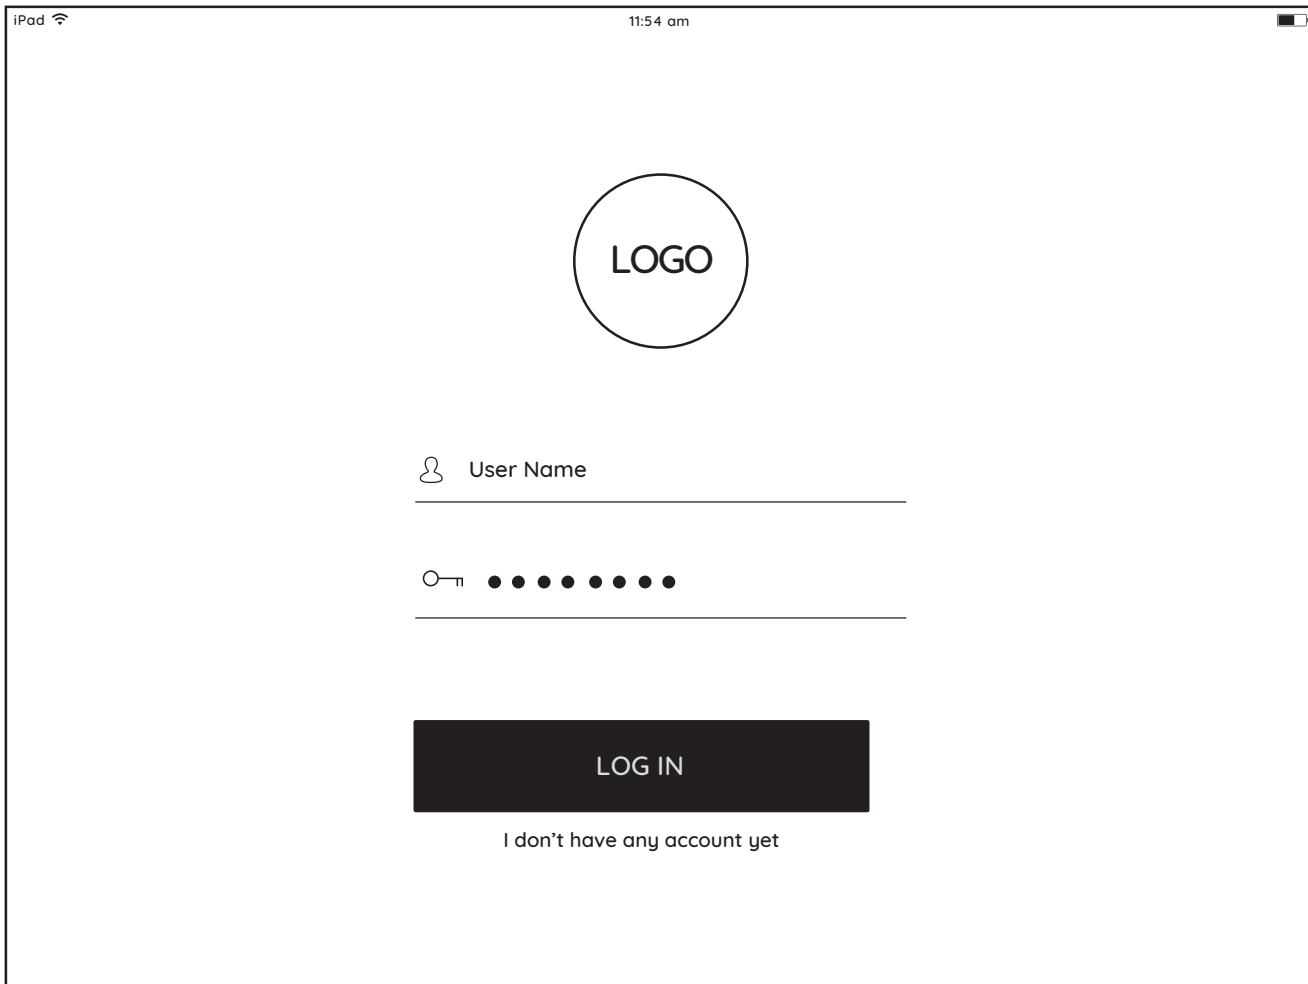 iPad
11:54 am
LOGO
User Name
LOG IN
I don’t have any account yet